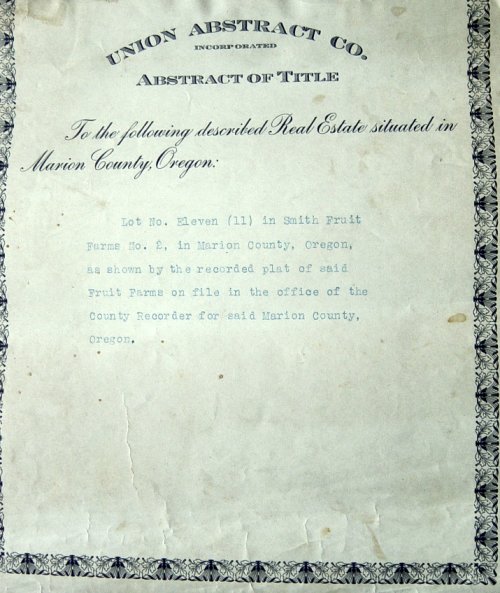 UNION ABSTRACT CO.
INCORPORATED
ABSTRACT OF TITLE
To the following described Real Estate situated in
Marion County, Oregon:
Lot No. Eleven (11) in Smith Fruit
Farms No. 2, in Marion County, Oregon,
as shown by the recorded plat of said
Fruit Farms on file in the office of the
County Recorder for said Marion County,
Oregon.